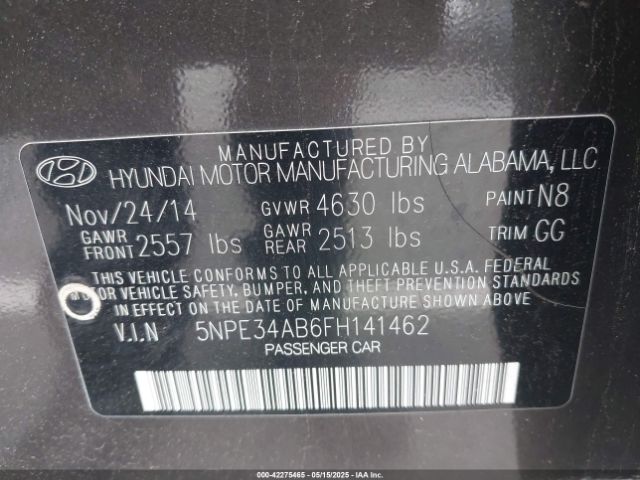 MANUFACTURED BY
HYUNDAI MOTOR MANUFACTURING ALABAMA, LLC
Nov/24/14 GVWR 4630 lbs PAINT N8
GAWR FRONT 2557 lbs GAWR REAR 2513 lbs TRIM GG
THIS VEHICLE CONFORMS TO ALL APPLICABLE U.S.A. FEDERAL
MOTOR VEHICLE SAFETY, BUMPER, AND THEFT PREVENTION STANDARDS
IN EFFECT ON THE DATE OF MANUFACTURE SHOWN ABOVE
V.I.N 5NPE34AB6FH141462
PASSENGER CAR
000-42275465 - 05/15/2025 - IAAI.COM